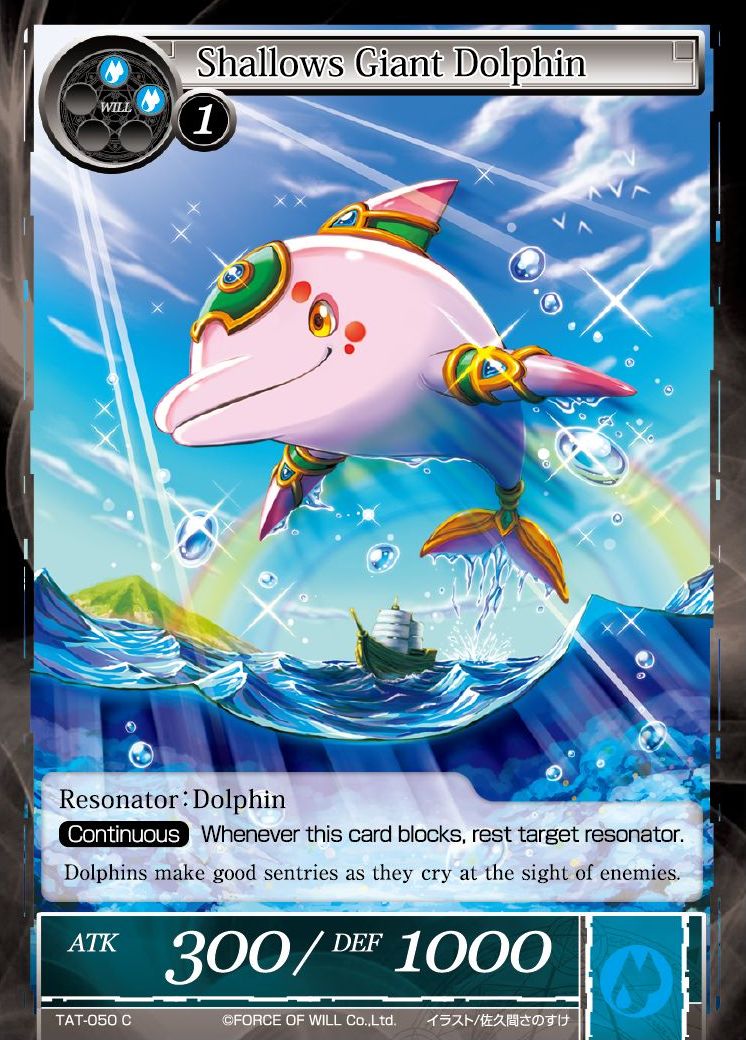 Shallows Giant Dolphin
WILL
1
Resonator:Dolphin
Continuous Whenever this card blocks, rest target resonator.
Dolphins make good sentries as they cry at the sight of enemies.
ATK 300/ DEF 1000
TAT-050 C ©FORCE OF WILL Co.,Ltd. イラスト/佐久間さのすけ